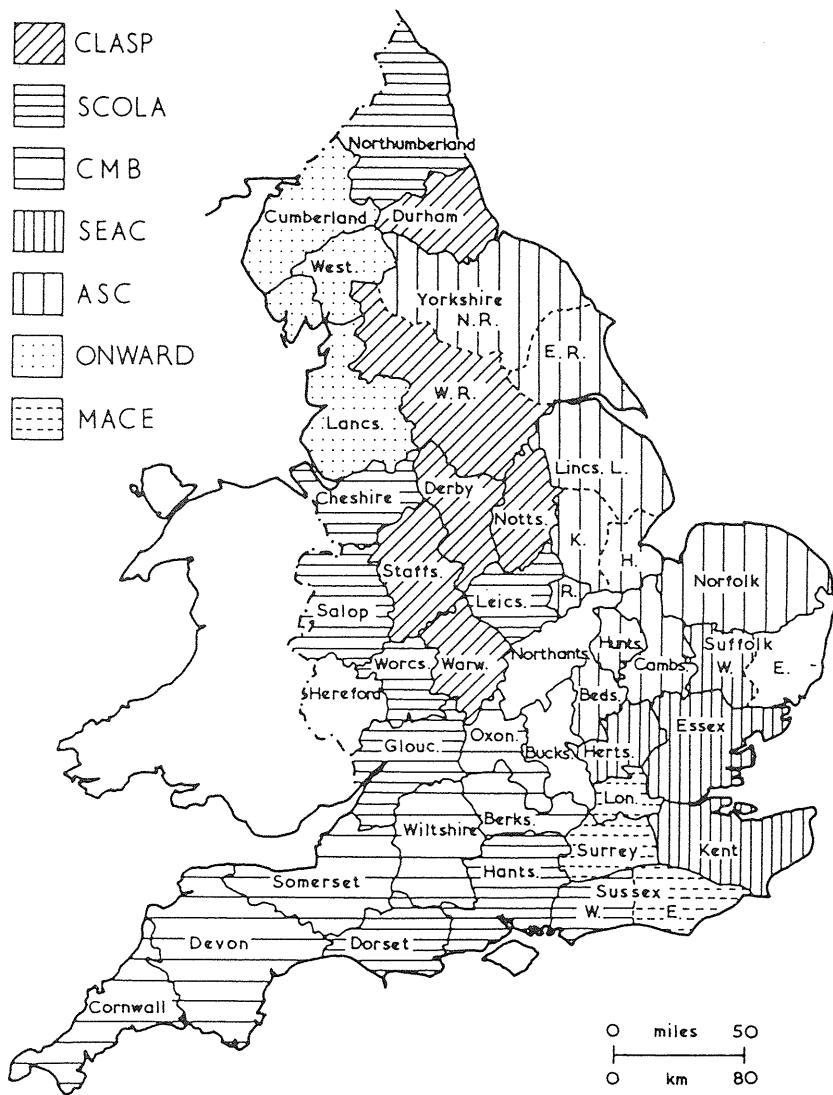 CLASP
SCOLA
CMB
SEAC
ASC
ONWARD
MACE
Northumberland
Cumberland
Durham
West.
Yorkshire
N.R.
E.R.
W.R.
Lancs.
Lincs. L.
Cheshire
Derby
Notts.
K.
H.
Staffs.
Norfolk
Salop
Leics.
R.
Worcs.
Warw.
Northants.
Hunts.
Cambs.
Suffolk
W.
E.
Hereford
Beds.
Essex
Glouc.
Oxon.
Bucks.
Herts.
Lon.
Berks.
Wiltshire
Surrey
Kent
Somerset
Hants.
Sussex
W.
E.
Devon
Dorset
Cornwall
0 miles 50
0 km 80